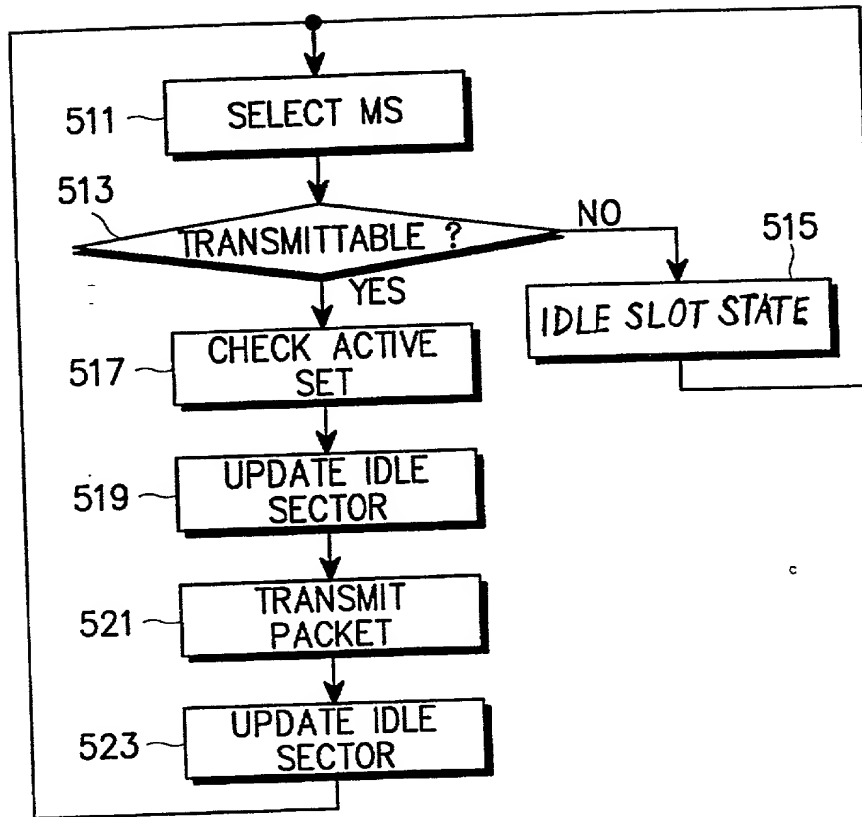 511
SELECT MS
513
TRANSMITTABLE ?
NO
515
YES
IDLE SLOT STATE
517
CHECK ACTIVE
SET
519
UPDATE IDLE
SECTOR
521
TRANSMIT
PACKET
523
UPDATE IDLE
SECTOR
c